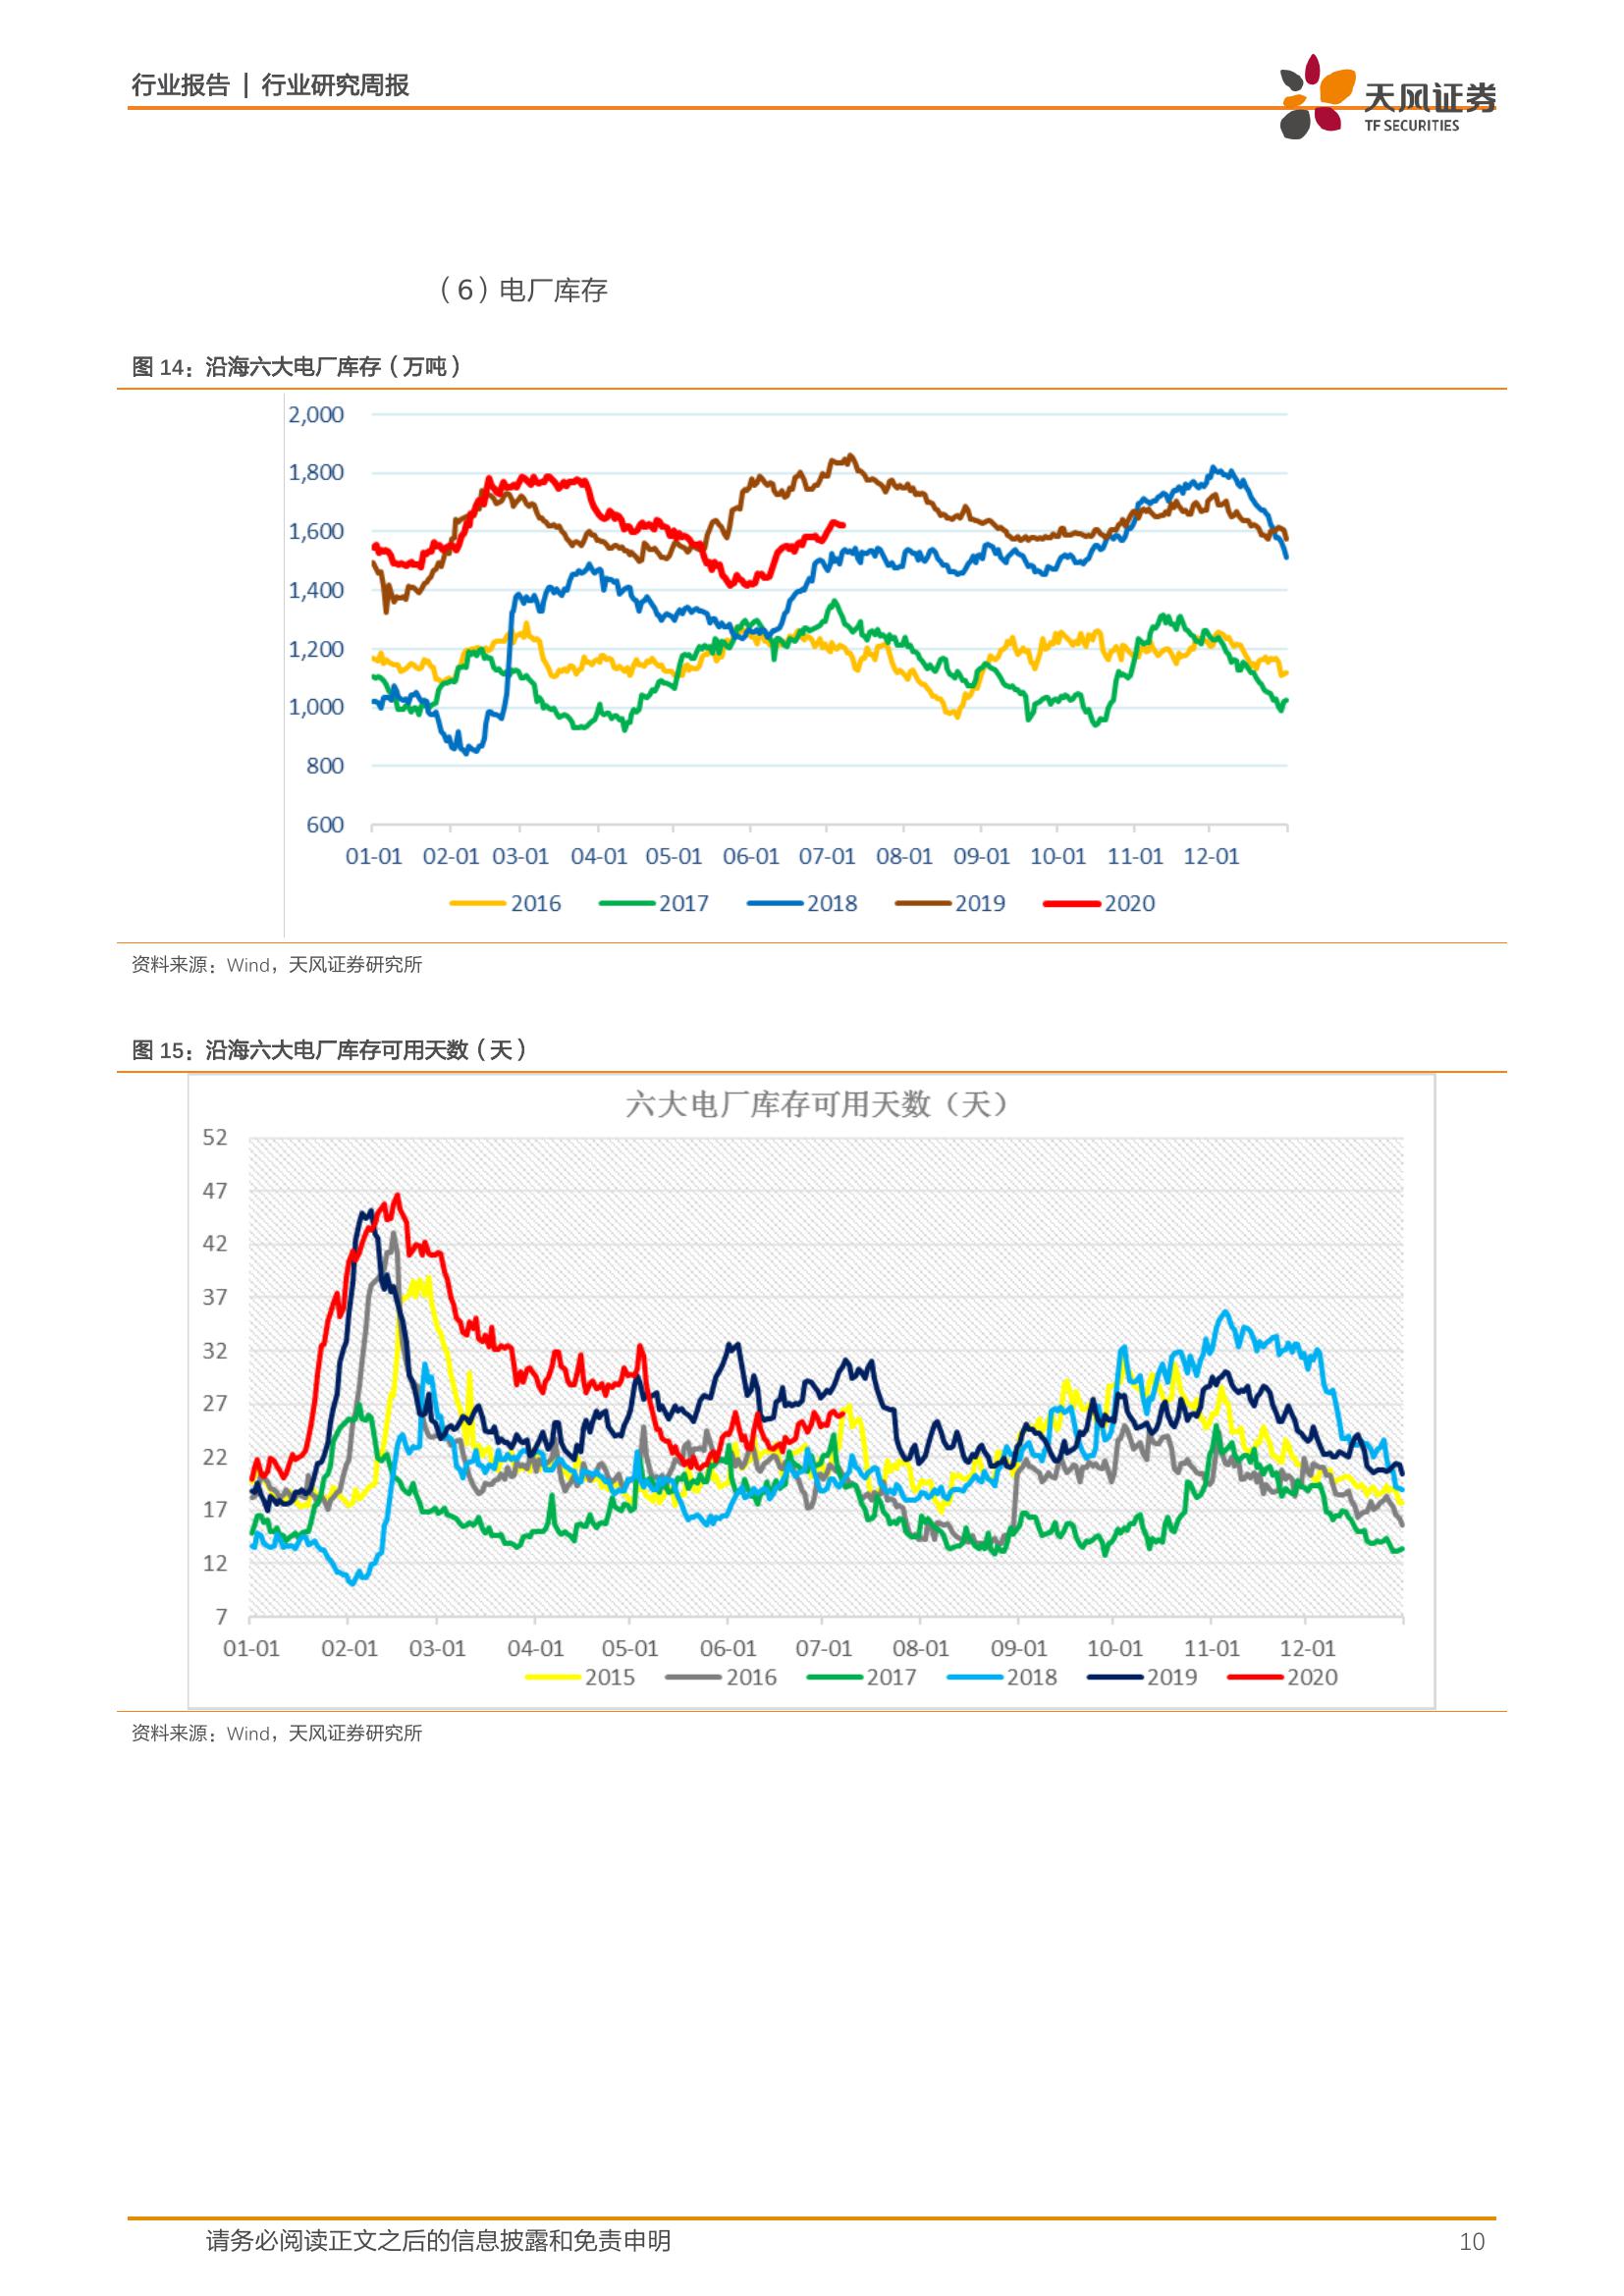 行业报告 | 行业研究周报
天风证券
TF SECURITIES
（6）电厂库存
图 14：沿海六大电厂库存（万吨）
2,000
1,800
1,600
1,400
1,200
1,000
800
600
01-01 02-01 03-01 04-01 05-01 06-01 07-01 08-01 09-01 10-01 11-01 12-01
2016 2017 2018 2019 2020
资料来源：Wind，天风证券研究所
图 15：沿海六大电厂库存可用天数（天）
六大电厂库存可用天数（天）
52
47
42
37
32
27
22
17
12
7
01-01 02-01 03-01 04-01 05-01 06-01 07-01 08-01 09-01 10-01 11-01 12-01
2015 2016 2017 2018 2019 2020
资料来源：Wind，天风证券研究所
请务必阅读正文之后的信息披露和免责申明 10